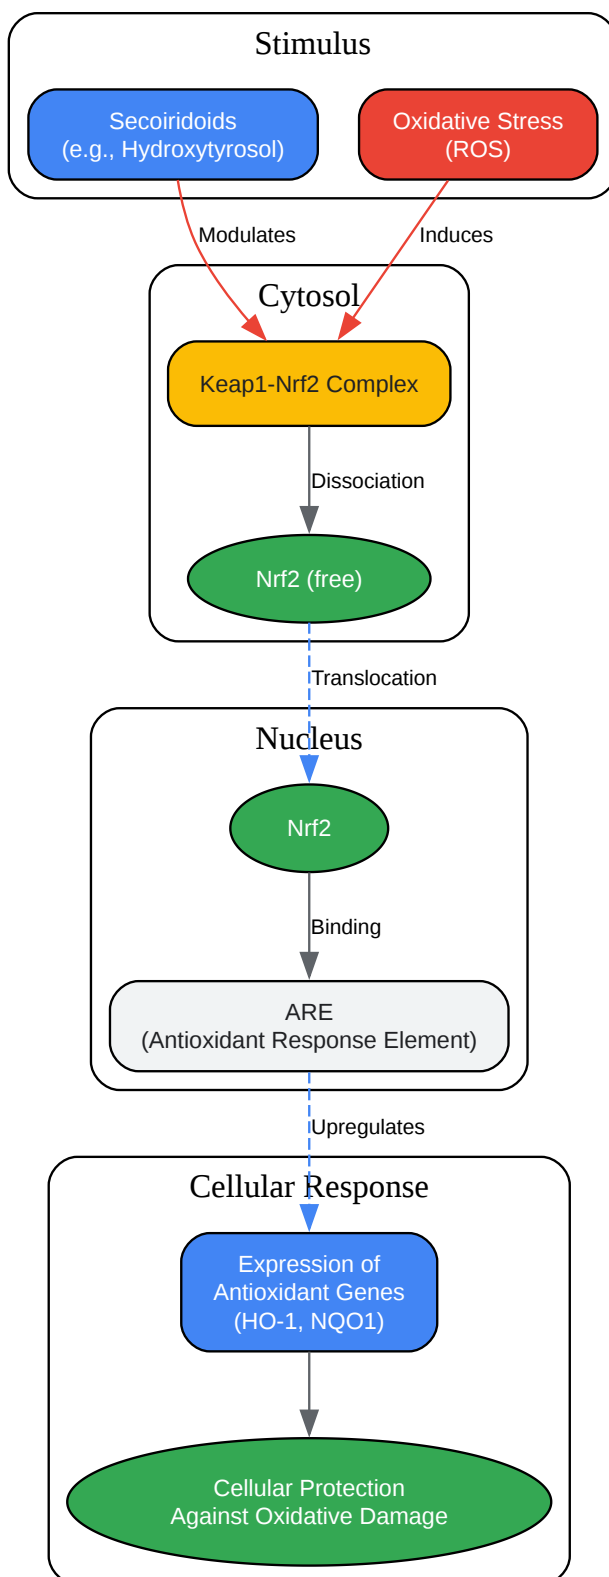 Stimulus
Secoiridoids
(e.g., Hydroxytyrosol)
Oxidative Stress
(ROS)
Modulates
Induces
Cytosol
Keap1-Nrf2 Complex
Dissociation
Nrf2 (free)
Translocation
Nucleus
Nrf2
Binding
ARE
(Antioxidant Response Element)
Upregulates
Cellular Response
Expression of
Antioxidant Genes
(HO-1, NQO1)
Cellular Protection
Against Oxidative Damage